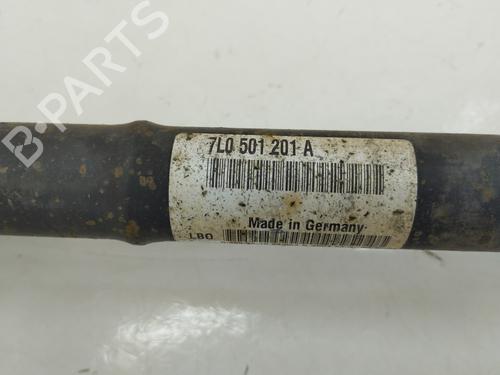 B-PARTS
7L0 501 201 A
Made in Germany
LBO